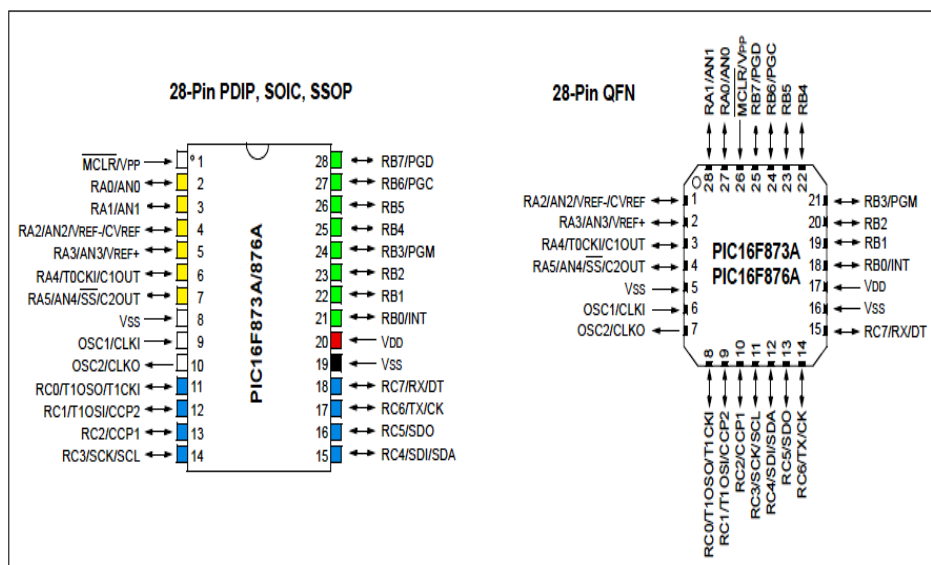 28-Pin PDIP, SOIC, SSOP
MCLR/VPP
RA0/AN0
RA1/AN1
RA2/AN2/VREF-/CVREF
RA3/AN3/VREF+
RA4/T0CKI/C1OUT
RA5/AN4/SS/C2OUT
VSS
OSC1/CLKI
OSC2/CLKO
RC0/T1OSO/T1CKI
RC1/T1OSI/CCP2
RC2/CCP1
RC3/SCK/SCL
1
2
3
4
5
6
7
8
9
10
11
12
13
14
PIC16F873A/876A
28
27
26
25
24
23
22
21
20
19
18
17
16
15
RB7/PGD
RB6/PGC
RB5
RB4
RB3/PGM
RB2
RB1
RB0/INT
VDD
VSS
RC7/RX/DT
RC6/TX/CK
RC5/SDO
RC4/SDI/SDA
28-Pin QFN
RA1/AN1
RA0/AN0
MCLR/VPP
RB7/PGD
RB6/PGC
RB5
RB4
28
27
26
25
24
23
22
RA2/AN2/VREF-/CVREF
RA3/AN3/VREF+
RA4/T0CKI/C1OUT
RA5/AN4/SS/C2OUT
VSS
OSC1/CLKI
OSC2/CLKO
1
2
3
4
5
6
7
PIC16F873A
PIC16F876A
21
20
19
18
17
16
15
RB3/PGM
RB2
RB1
RB0/INT
VDD
VSS
RC7/RX/DT
8
9
10
11
12
13
14
RC0/T1OSO/T1CKI
RC1/T1OSI/CCP2
RC2/CCP1
RC3/SCK/SCL
RC4/SDI/SDA
RC5/SDO
RC6/TX/CK